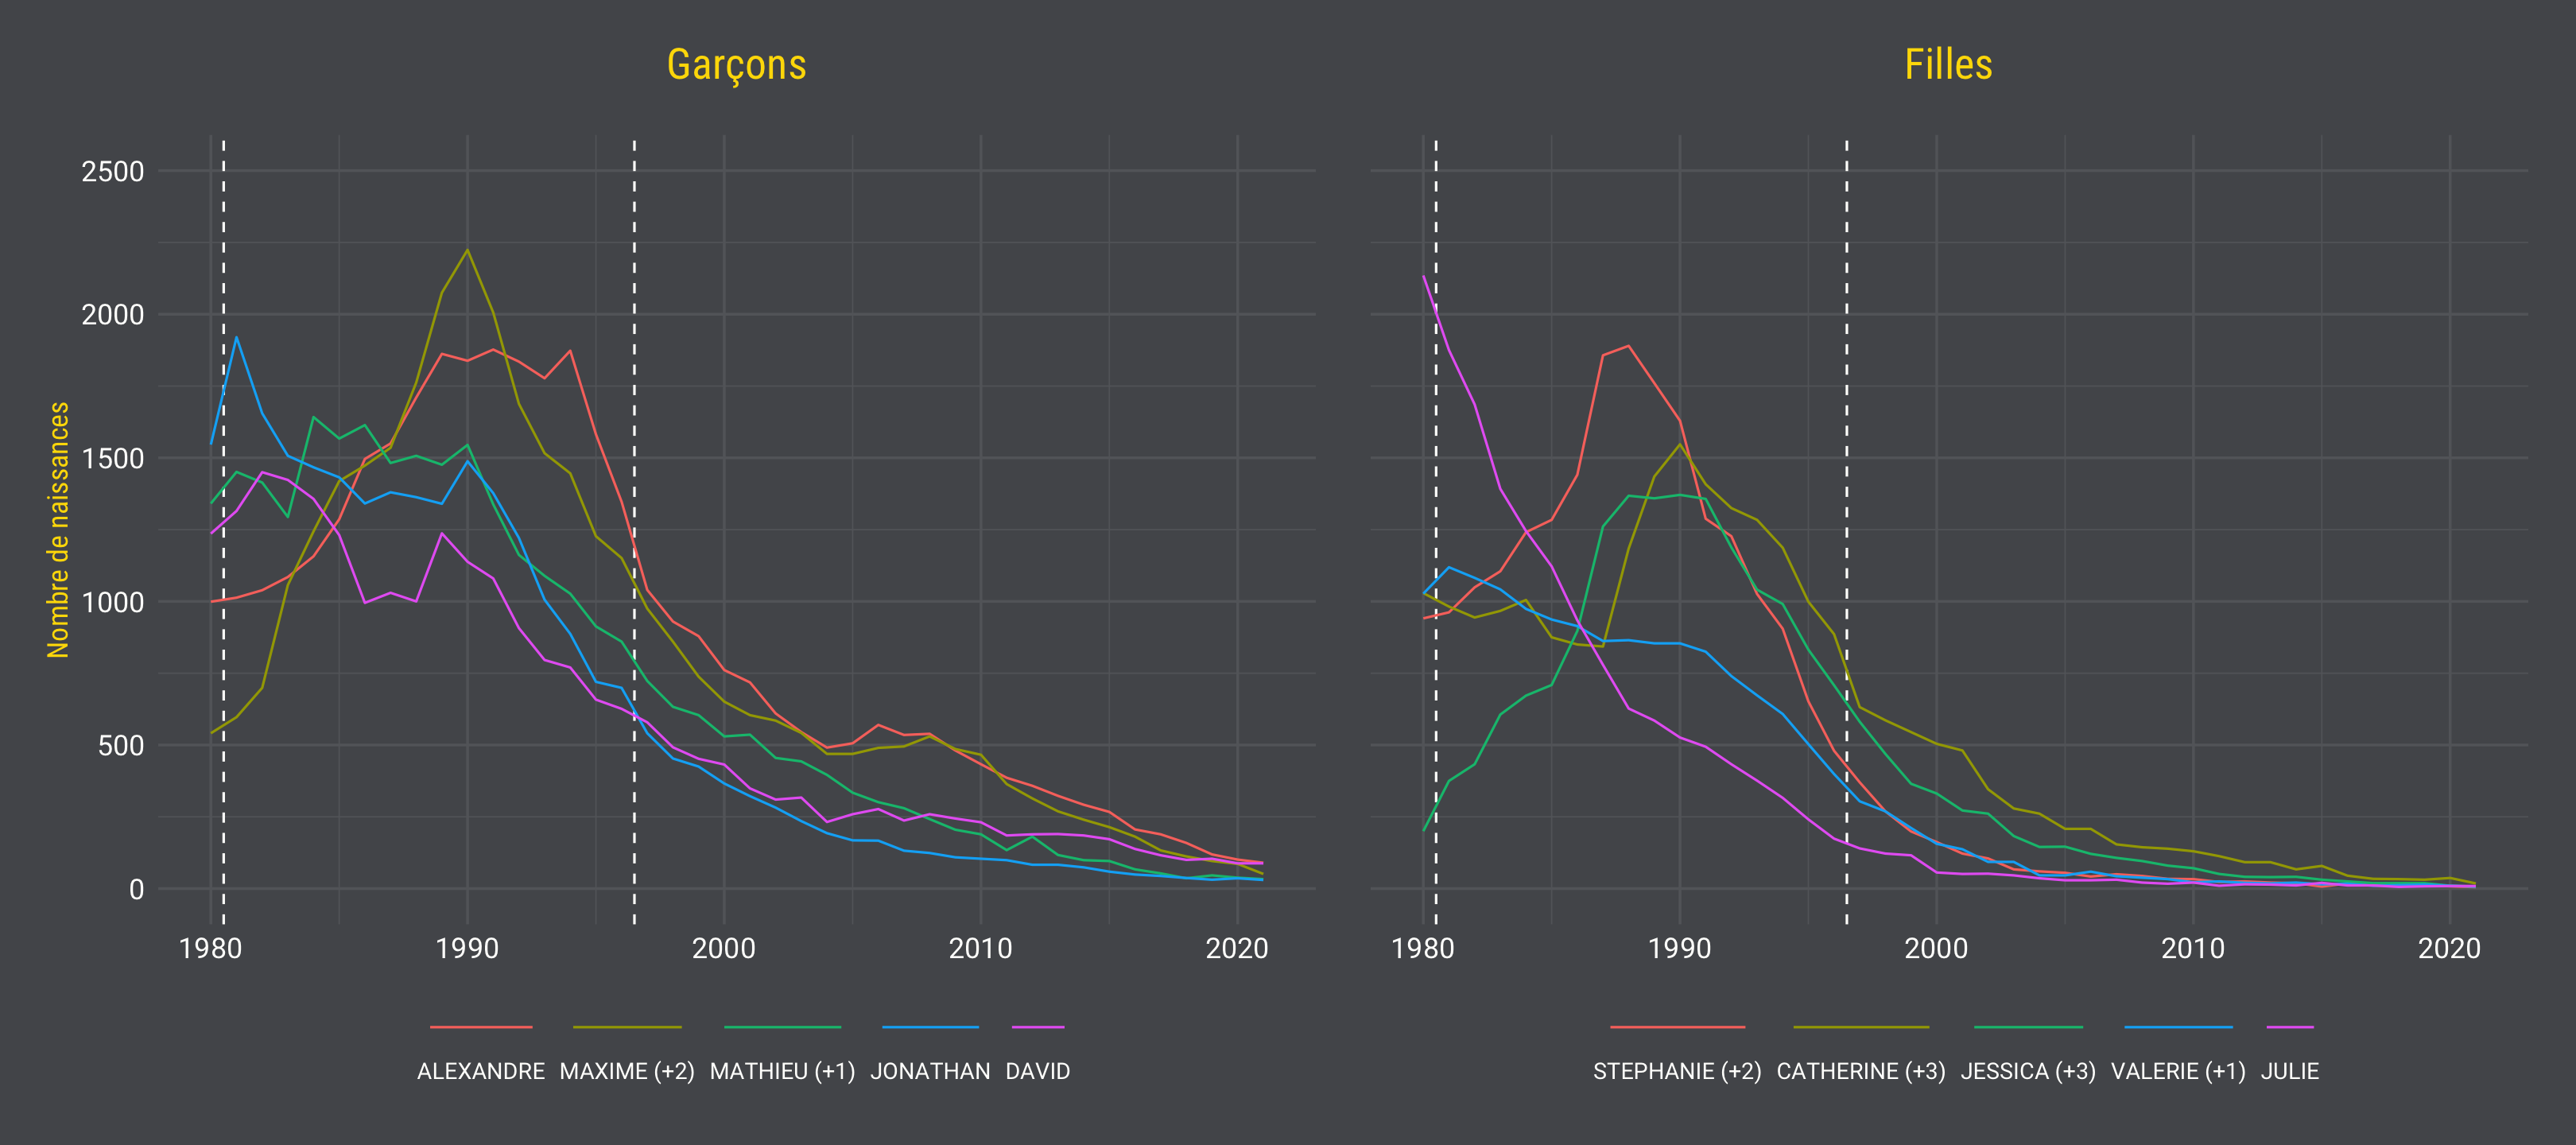 Garçons
Filles
Nombre de naissances
2500
2000
1500
1000
500
0
1980 1990 2000 2010 2020
1980 1990 2000 2010 2020
ALEXANDRE MAXIME (+2) MATHIEU (+1) JONATHAN DAVID
STEPHANIE (+2) CATHERINE (+3) JESSICA (+3) VALERIE (+1) JULIE